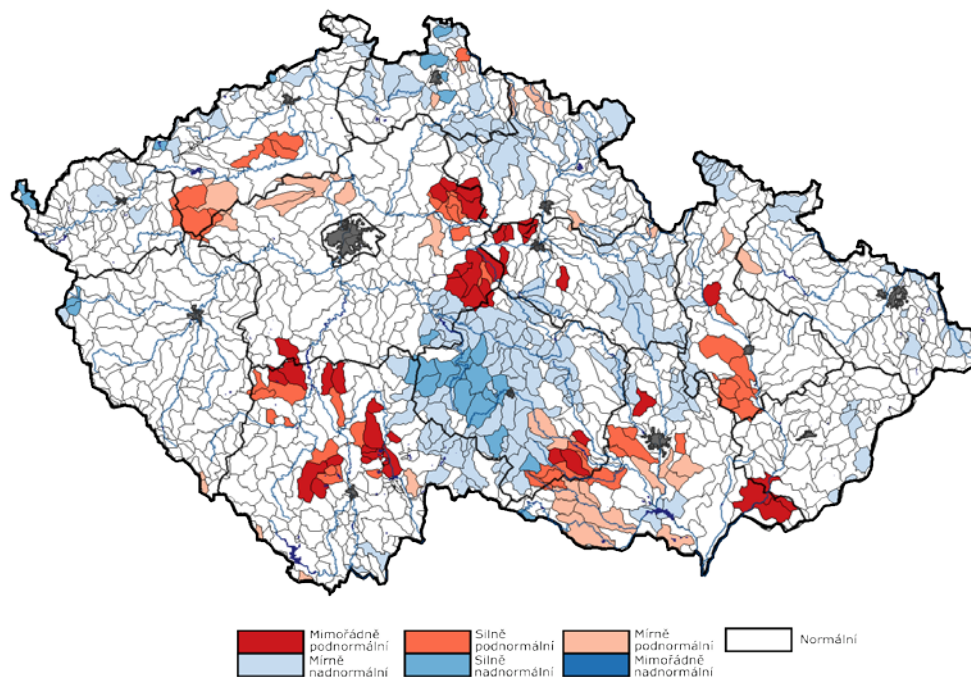 Mimořádně
podnormální
Silně
podnormální
Mírně
podnormální
Normální
Mírně
nadnormální
Silně
nadnormální
Mimořádně
nadnormální